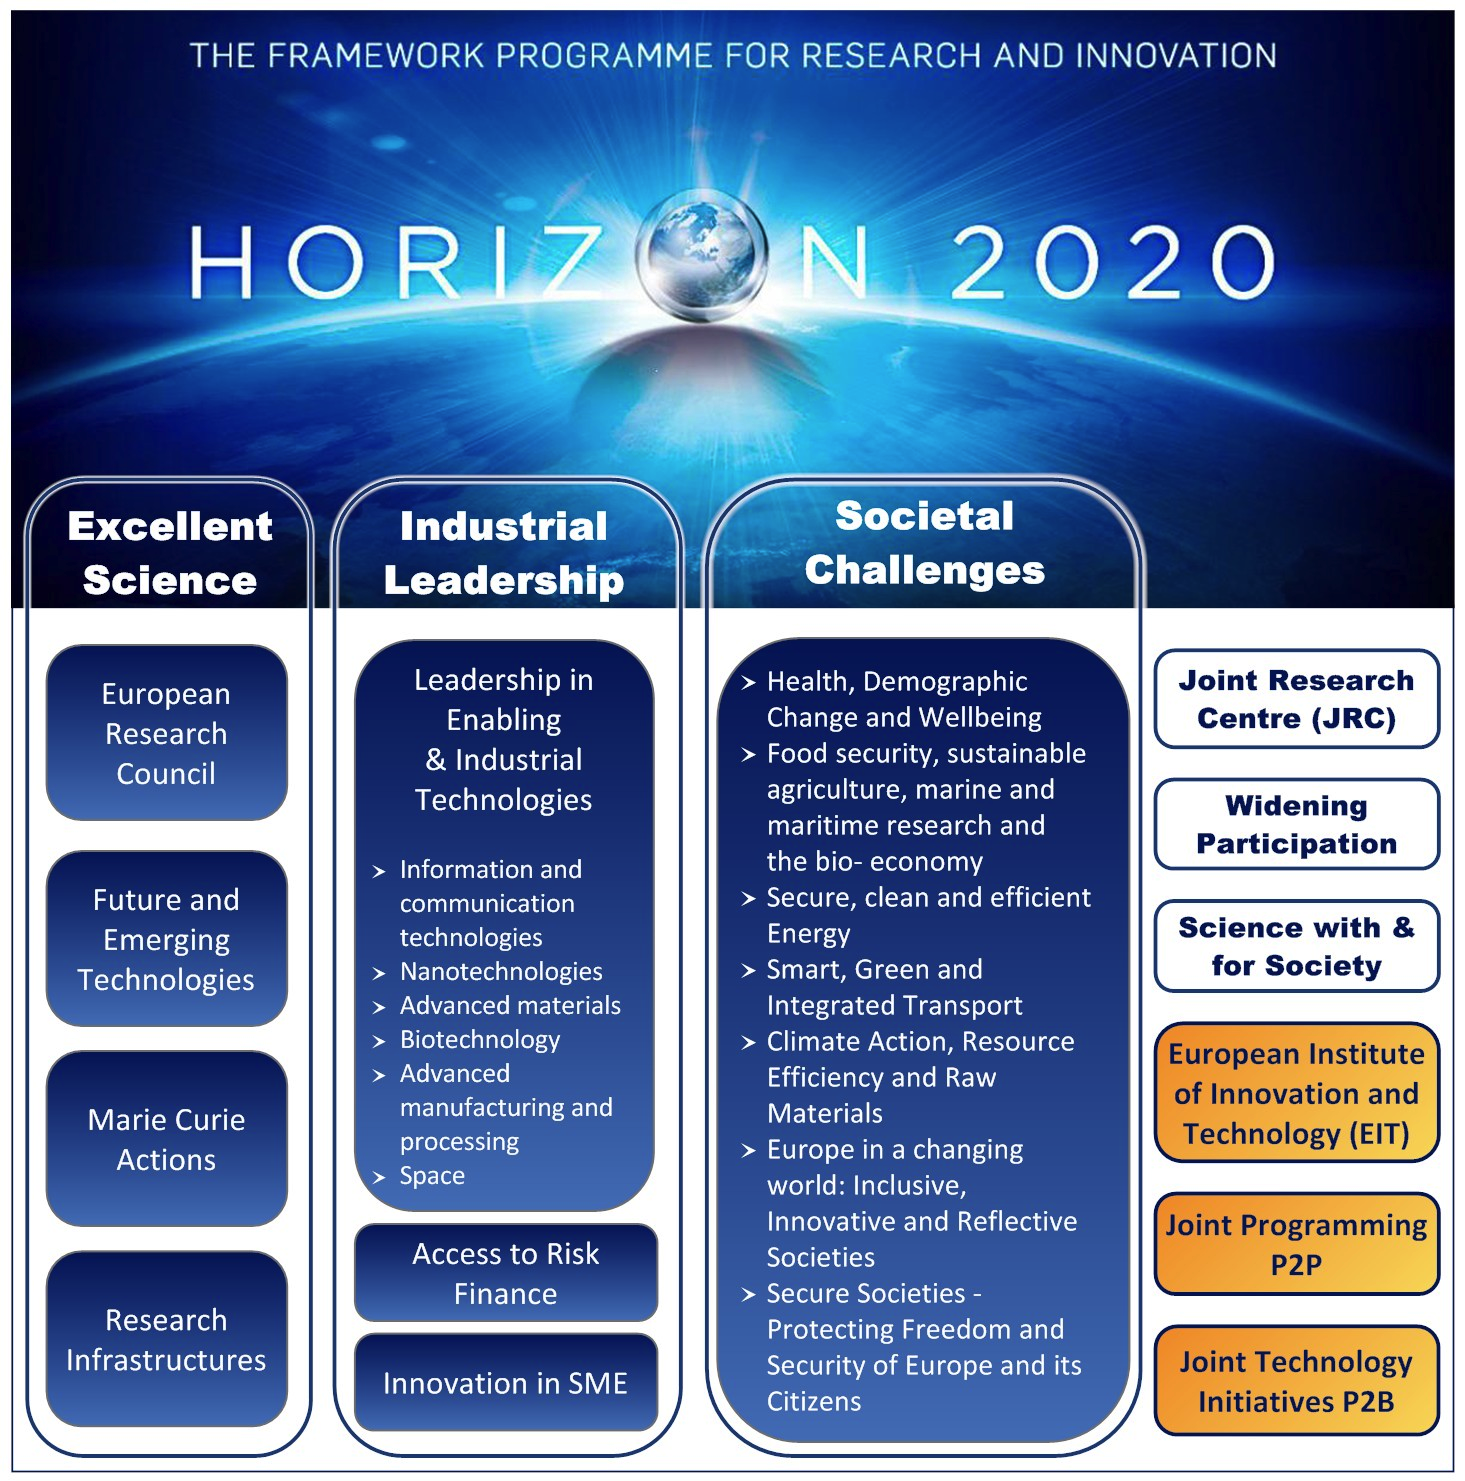 THE FRAMEWORK PROGRAMME FOR RESEARCH AND INNOVATION
HORIZON 2020
Excellent
Science
European
Research
Council
Future and
Emerging
Technologies
Marie Curie
Actions
Research
Infrastructures
Industrial
Leadership
Leadership in
Enabling
& Industrial
Technologies
➢ Information and
communication
technologies
➢ Nanotechnologies
➢ Advanced materials
➢ Biotechnology
➢ Advanced
manufacturing and
processing
➢ Space
Access to Risk
Finance
Innovation in SME
Societal
Challenges
➢ Health, Demographic
Change and Wellbeing
➢ Food security, sustainable
agriculture, marine and
maritime research and
the bio- economy
➢ Secure, clean and efficient
Energy
➢ Smart, Green and
Integrated Transport
➢ Climate Action, Resource
Efficiency and Raw
Materials
➢ Europe in a changing
world: Inclusive,
Innovative and Reflective
Societies
➢ Secure Societies -
Protecting Freedom and
Security of Europe and its
Citizens
Joint Research
Centre (JRC)
Widening
Participation
Science with &
for Society
European Institute
of Innovation and
Technology (EIT)
Joint Programming
P2P
Joint Technology
Initiatives P2B